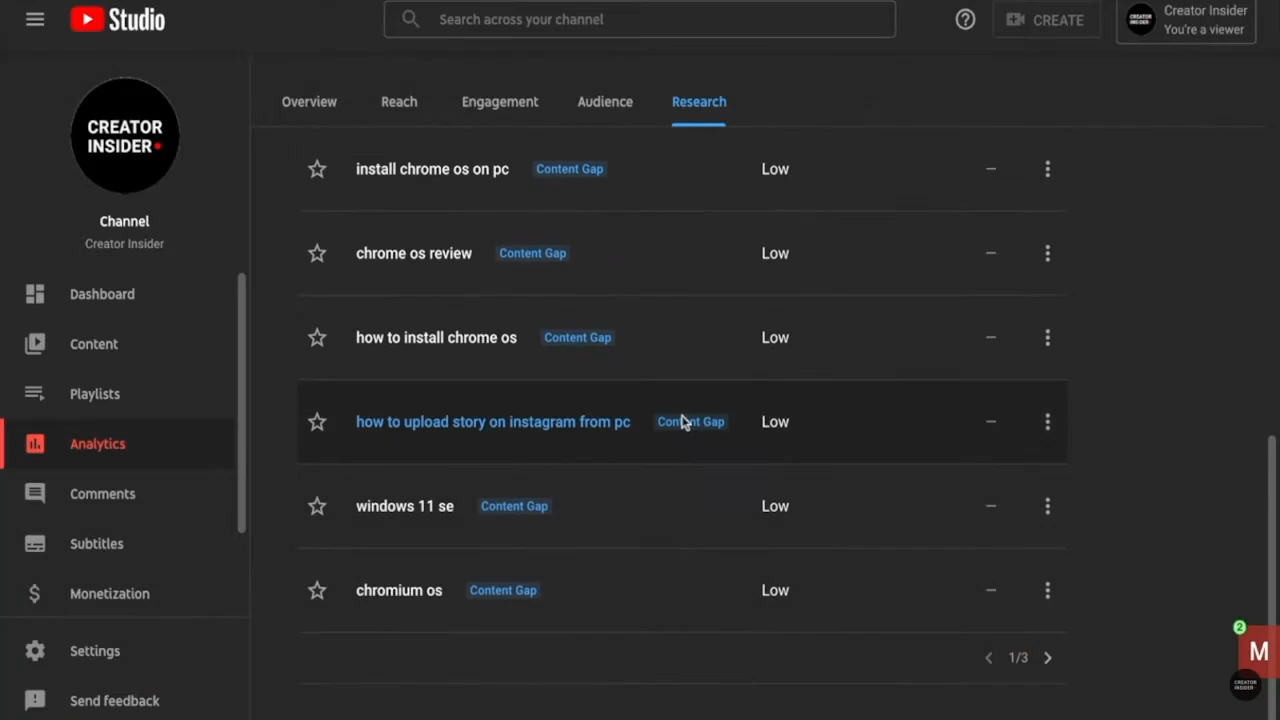 Studio
Search across your channel
CREATE
Creator Insider
You're a viewer
CREATOR
INSIDER
Channel
Creator Insider
Dashboard
Content
Playlists
Analytics
Comments
Subtitles
Monetization
Settings
Send feedback
Overview Reach Engagement Audience Research
install chrome os on pc Content Gap Low –
chrome os review Content Gap Low –
how to install chrome os Content Gap Low –
how to upload story on instagram from pc Content Gap Low –
windows 11 se Content Gap Low –
chromium os Content Gap Low –
1/3
2
M
CREATOR
INSIDER